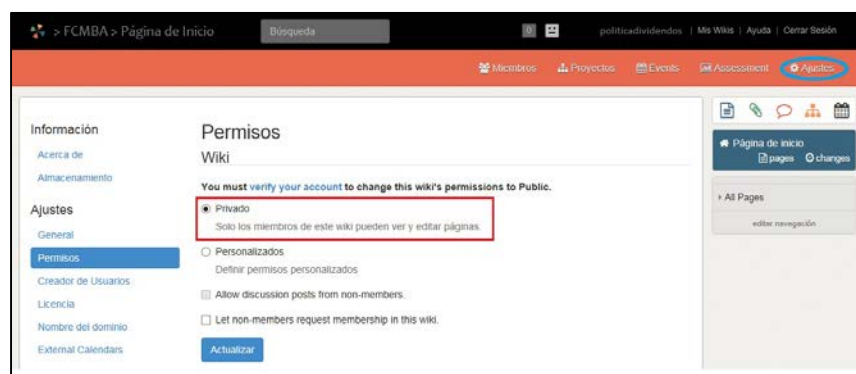 > FCMBA > Página de Inicio
Búsqueda
0
politicadividendos | Mis Wikis | Ayuda | Cerrar Sesión
Miembros
Proyectos
Events
Assessment
Ajustes
Información
Acerca de
Almacenamiento
Ajustes
General
Permisos
Creador de Usuarios
Licencia
Nombre del dominio
External Calendars
Permisos
Wiki
You must verify your account to change this wiki's permissions to Public.
Privado
Solo los miembros de este wiki pueden ver y editar páginas.
Personalizados
Definir permisos personalizados
Allow discussion posts from non-members.
Let non-members request membership in this wiki.
Actualizar
Página de inicio
pages changes
All Pages
editar navegación